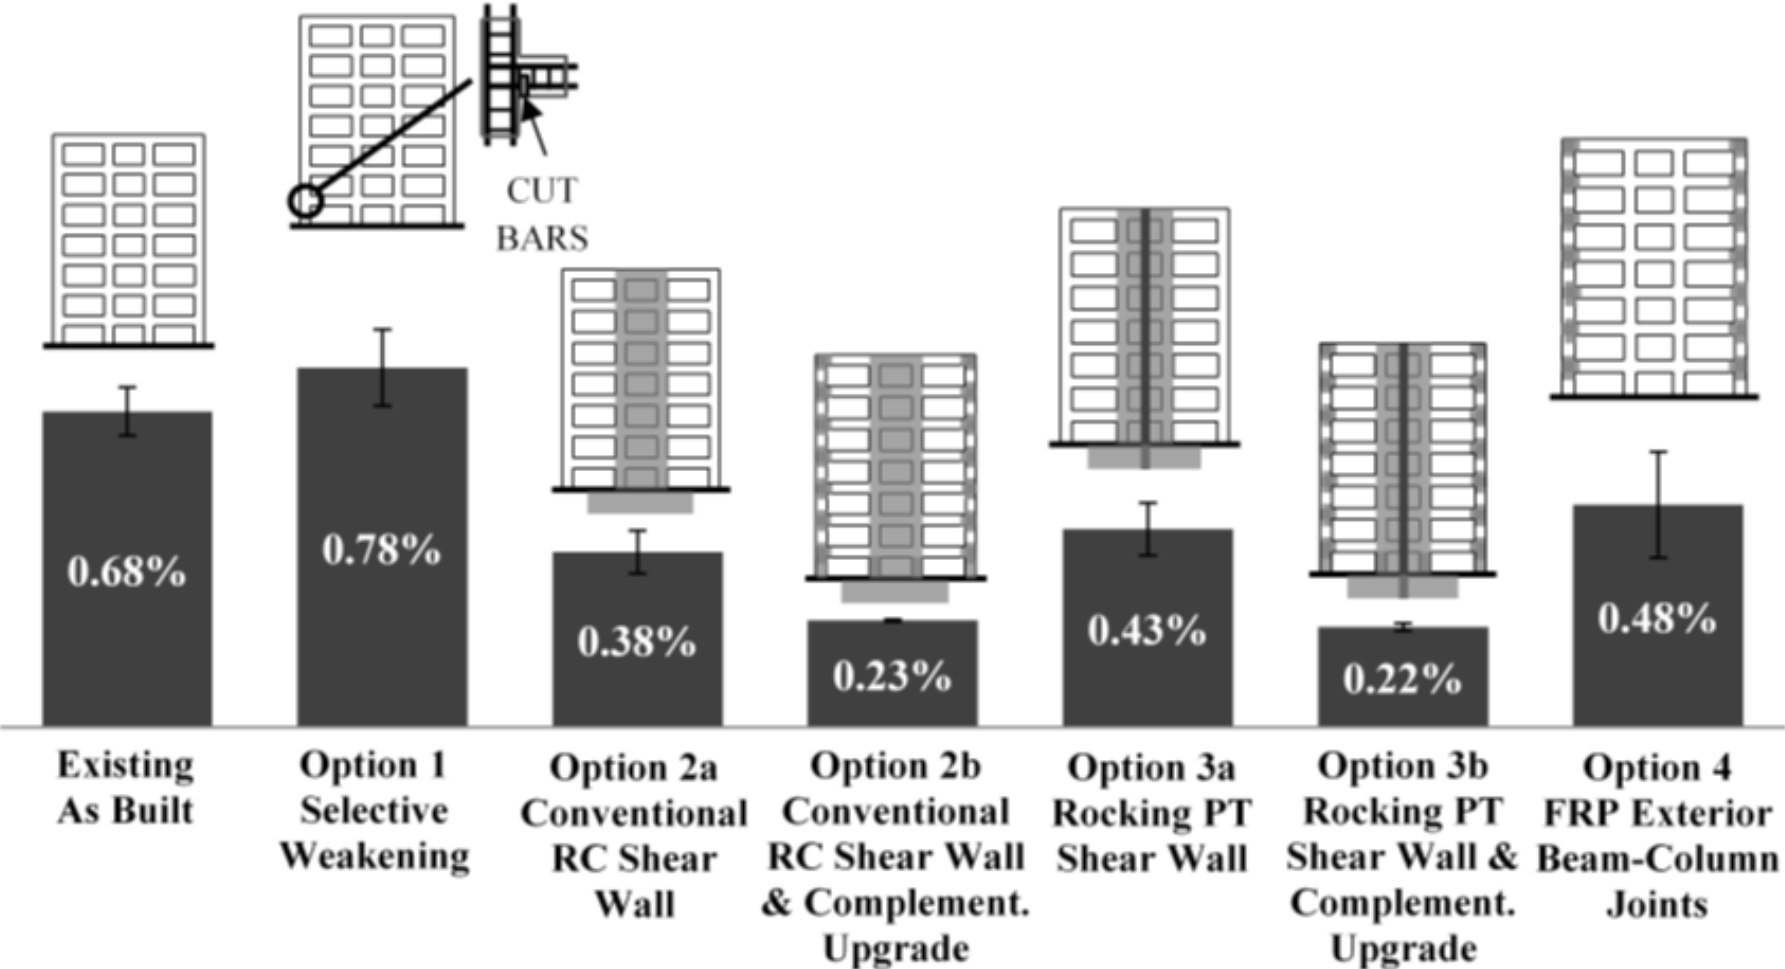 CUT
BARS
0.68%
0.78%
0.38%
0.23%
0.43%
0.22%
0.48%
Existing
As Built
Option 1
Selective
Weakening
Option 2a
Conventional
RC Shear
Wall
Option 2b
Conventional
RC Shear Wall
& Complement.
Upgrade
Option 3a
Rocking PT
Shear Wall
Option 3b
Rocking PT
Shear Wall &
Complement.
Upgrade
Option 4
FRP Exterior
Beam-Column
Joints